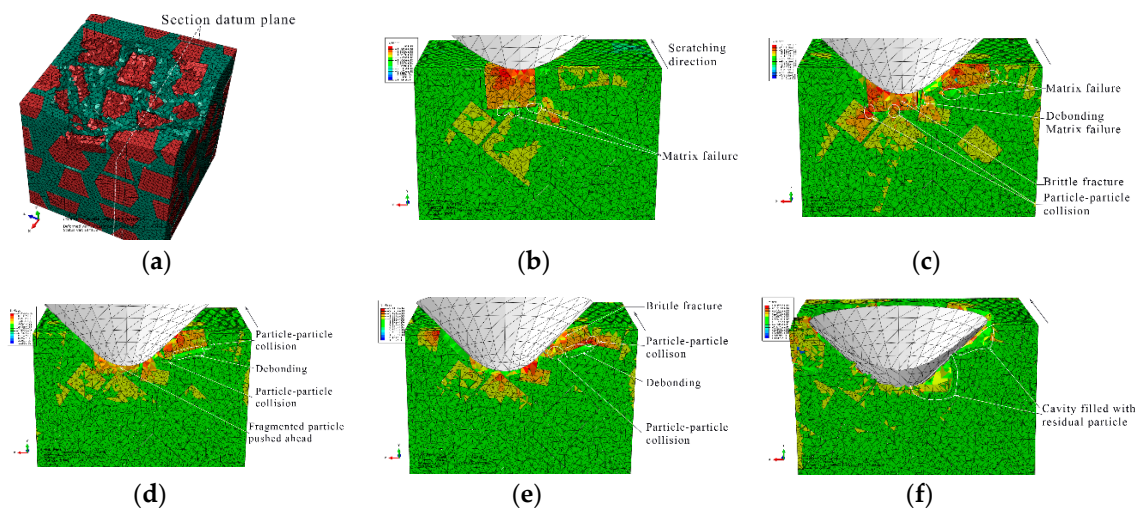 Section datum plane
(a)
Scratching
direction
Matrix failure
(b)
Matrix failure
Debonding
Matrix failure
Brittle fracture
Particle-particle
collision
(c)
Particle-particle
collision
Debonding
Particle-particle
collision
Fragmented particle
pushed ahead
(d)
Brittle fracture
Particle-particle
collison
Debonding
Particle-particle
collision
(e)
Cavity filled with
residual particle
(f)